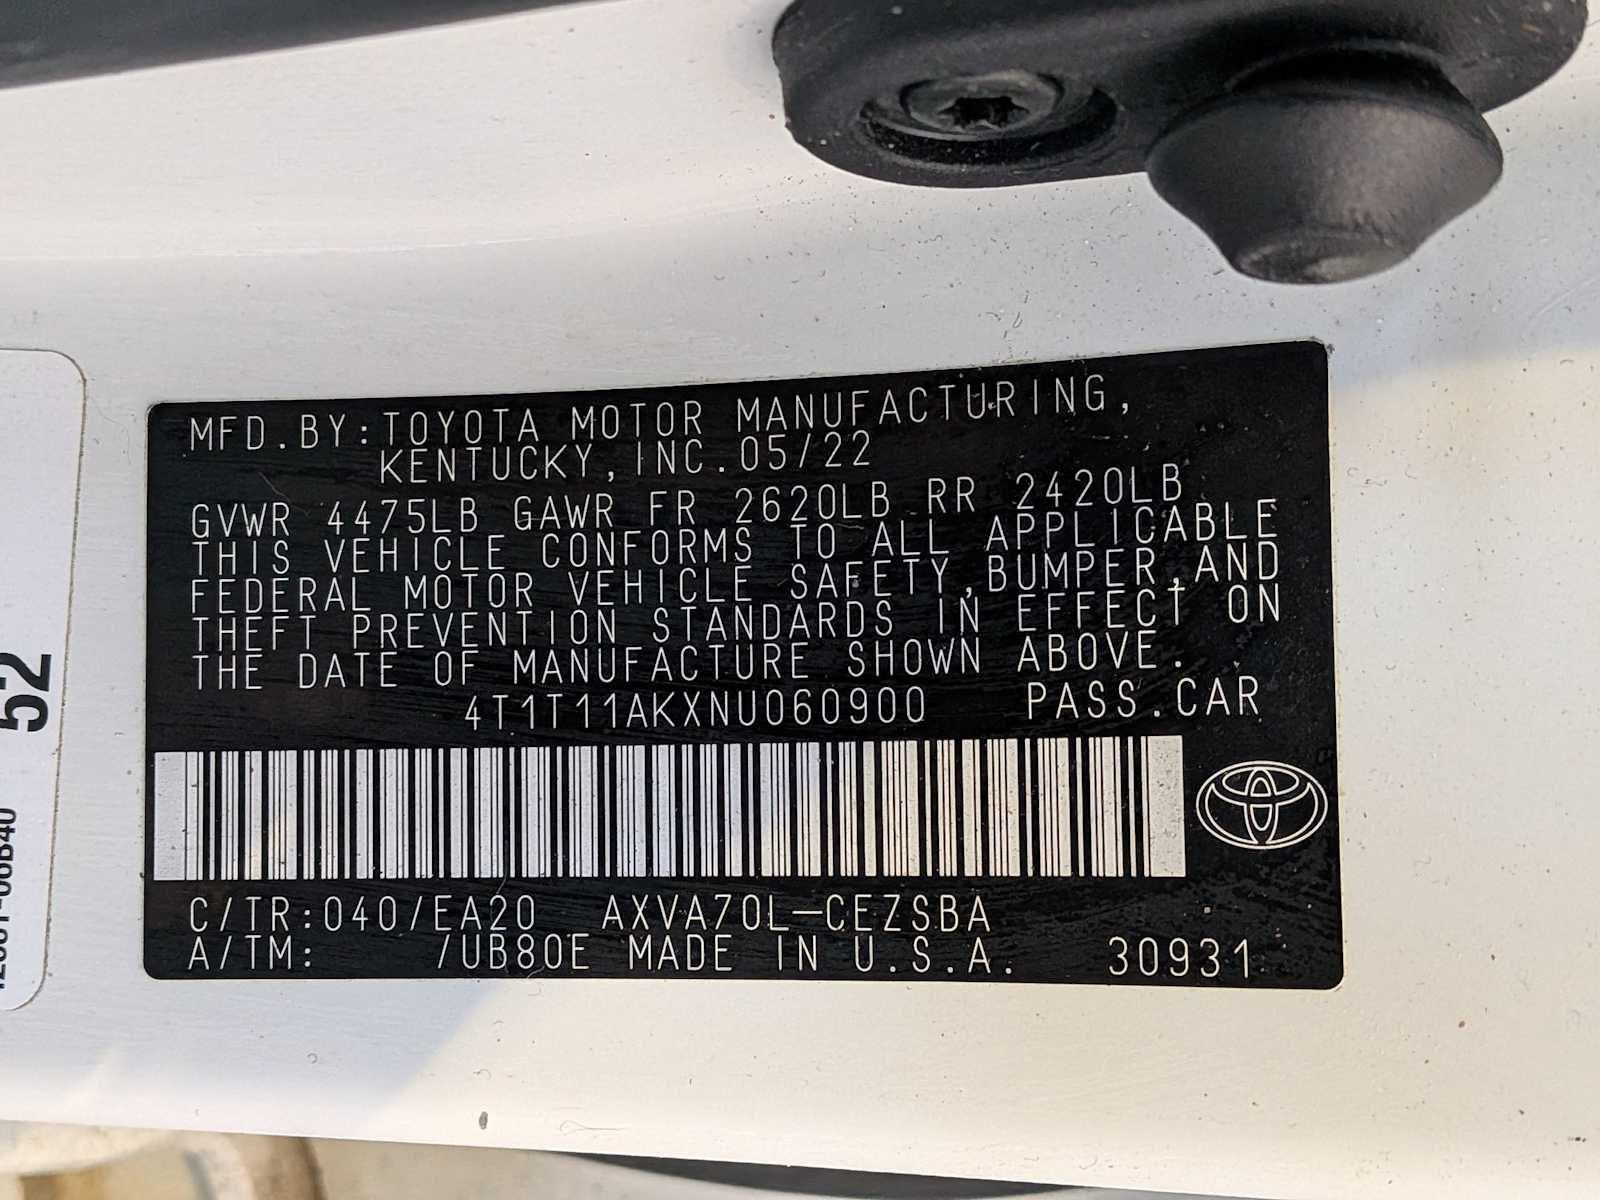 MFD.BY:TOYOTA MOTOR MANUFACTURING,
KENTUCKY,INC.05/22
GVWR 4475LB GAWR FR 2620LB RR 2420LB
THIS VEHICLE CONFORMS TO ALL APPLICABLE
FEDERAL MOTOR VEHICLE SAFETY,BUMPER,AND
THEFT PREVENTION STANDARDS IN EFFECT ON
THE DATE OF MANUFACTURE SHOWN ABOVE.
4T1T11AKXNU060900 PASS.CAR
C/TR:040/EA20 AXVA70L-CEZSBA
A/TM: /UB80E MADE IN U.S.A. 30931
52